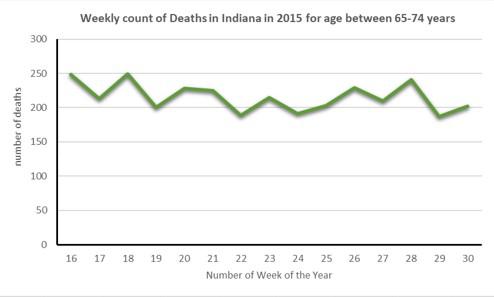 Weekly count of Deaths in Indiana in 2015 for age between 65-74 years
300
250
200
150
100
50
0
number of deaths
16 17 18 19 20 21 22 23 24 25 26 27 28 29 30
Number of Week of the Year